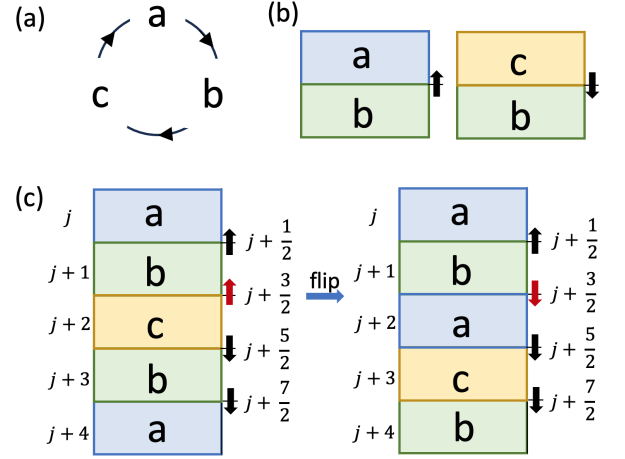 (a)
a
c b
(b)
a
b
c
b
(c)
j a
j + 1/2
j + 1 b
j + 3/2
j + 2 c
j + 5/2
j + 3 b
j + 7/2
j + 4 a
flip
j a
j + 1/2
j + 1 b
j + 3/2
j + 2 a
j + 5/2
j + 3 c
j + 7/2
j + 4 b